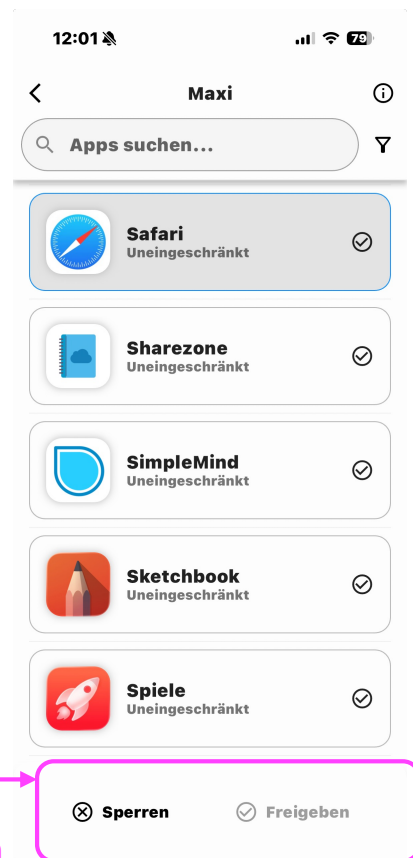 12:01
79
Maxi
Apps suchen...
Safari
Uneingeschränkt
Sharezone
Uneingeschränkt
SimpleMind
Uneingeschränkt
Sketchbook
Uneingeschränkt
Spiele
Uneingeschränkt
Sperren Freigeben